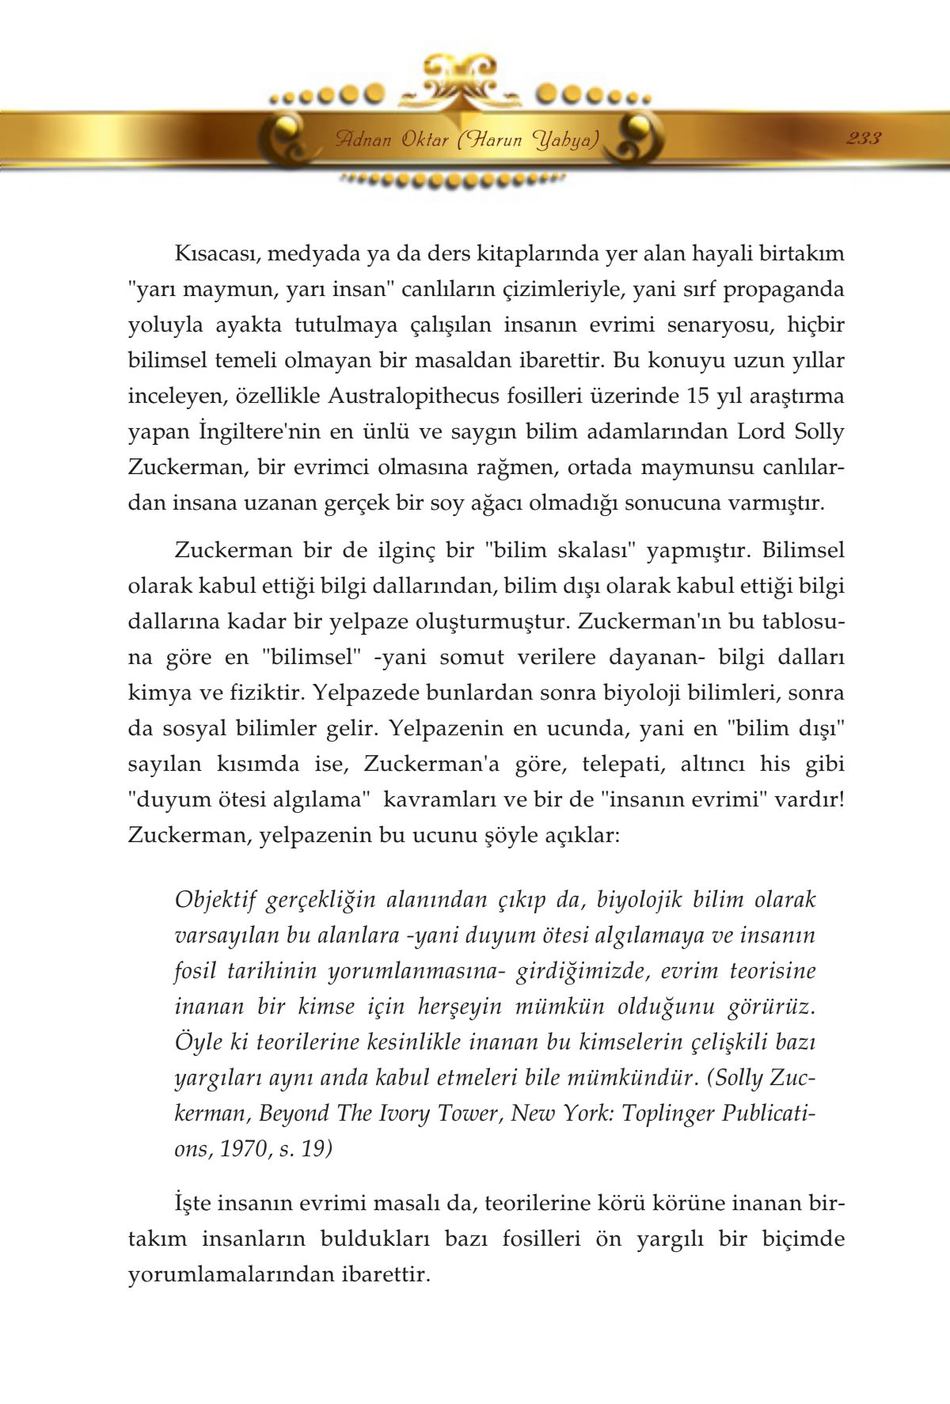 Adnan Oktar (Harun Yahya)
233
Kısacası, medyada ya da ders kitaplarında yer alan hayali birtakım
"yarı maymun, yarı insan" canlıların çizimleriyle, yani sırf propaganda
yoluyla ayakta tutulmaya çalışılan insanın evrimi senaryosu, hiçbir
bilimsel temeli olmayan bir masaldan ibarettir. Bu konuyu uzun yıllar
inceleyen, özellikle Australopithecus fosilleri üzerinde 15 yıl araştırma
yapan İngiltere'nin en ünlü ve saygın bilim adamlarından Lord Solly
Zuckerman, bir evrimci olmasına rağmen, ortada maymunsu canlılar-
dan insana uzanan gerçek bir soy ağacı olmadığı sonucuna varmıştır.
Zuckerman bir de ilginç bir "bilim skalası" yapmıştır. Bilimsel
olarak kabul ettiği bilgi dallarından, bilim dışı olarak kabul ettiği bilgi
dallarına kadar bir yelpaze oluşturmuştur. Zuckerman'ın bu tablosu-
na göre en "bilimsel" -yani somut verilere dayanan- bilgi dalları
kimya ve fiziktir. Yelpazede bunlardan sonra biyoloji bilimleri, sonra
da sosyal bilimler gelir. Yelpazenin en ucunda, yani en "bilim dışı"
sayılan kısımda ise, Zuckerman'a göre, telepati, altıncı his gibi
"duyum ötesi algılama"  kavramları ve bir de "insanın evrimi" vardır!
Zuckerman, yelpazenin bu ucunu şöyle açıklar:
Objektif gerçekliğin alanından çıkıp da, biyolojik bilim olarak
varsayılan bu alanlara -yani duyum ötesi algılamaya ve insanın
fosil tarihinin yorumlanmasına- girdiğimizde, evrim teorisine
inanan bir kimse için herşeyin mümkün olduğunu görürüz.
Öyle ki teorilerine kesinlikle inanan bu kimselerin çelişkili bazı
yargıları aynı anda kabul etmeleri bile mümkündür. (Solly Zuc-
kerman, Beyond The Ivory Tower, New York: Toplinger Publicati-
ons, 1970, s. 19)
İşte insanın evrimi masalı da, teorilerine körü körüne inanan bir-
takım insanların buldukları bazı fosilleri ön yargılı bir biçimde
yorumlamalarından ibarettir.